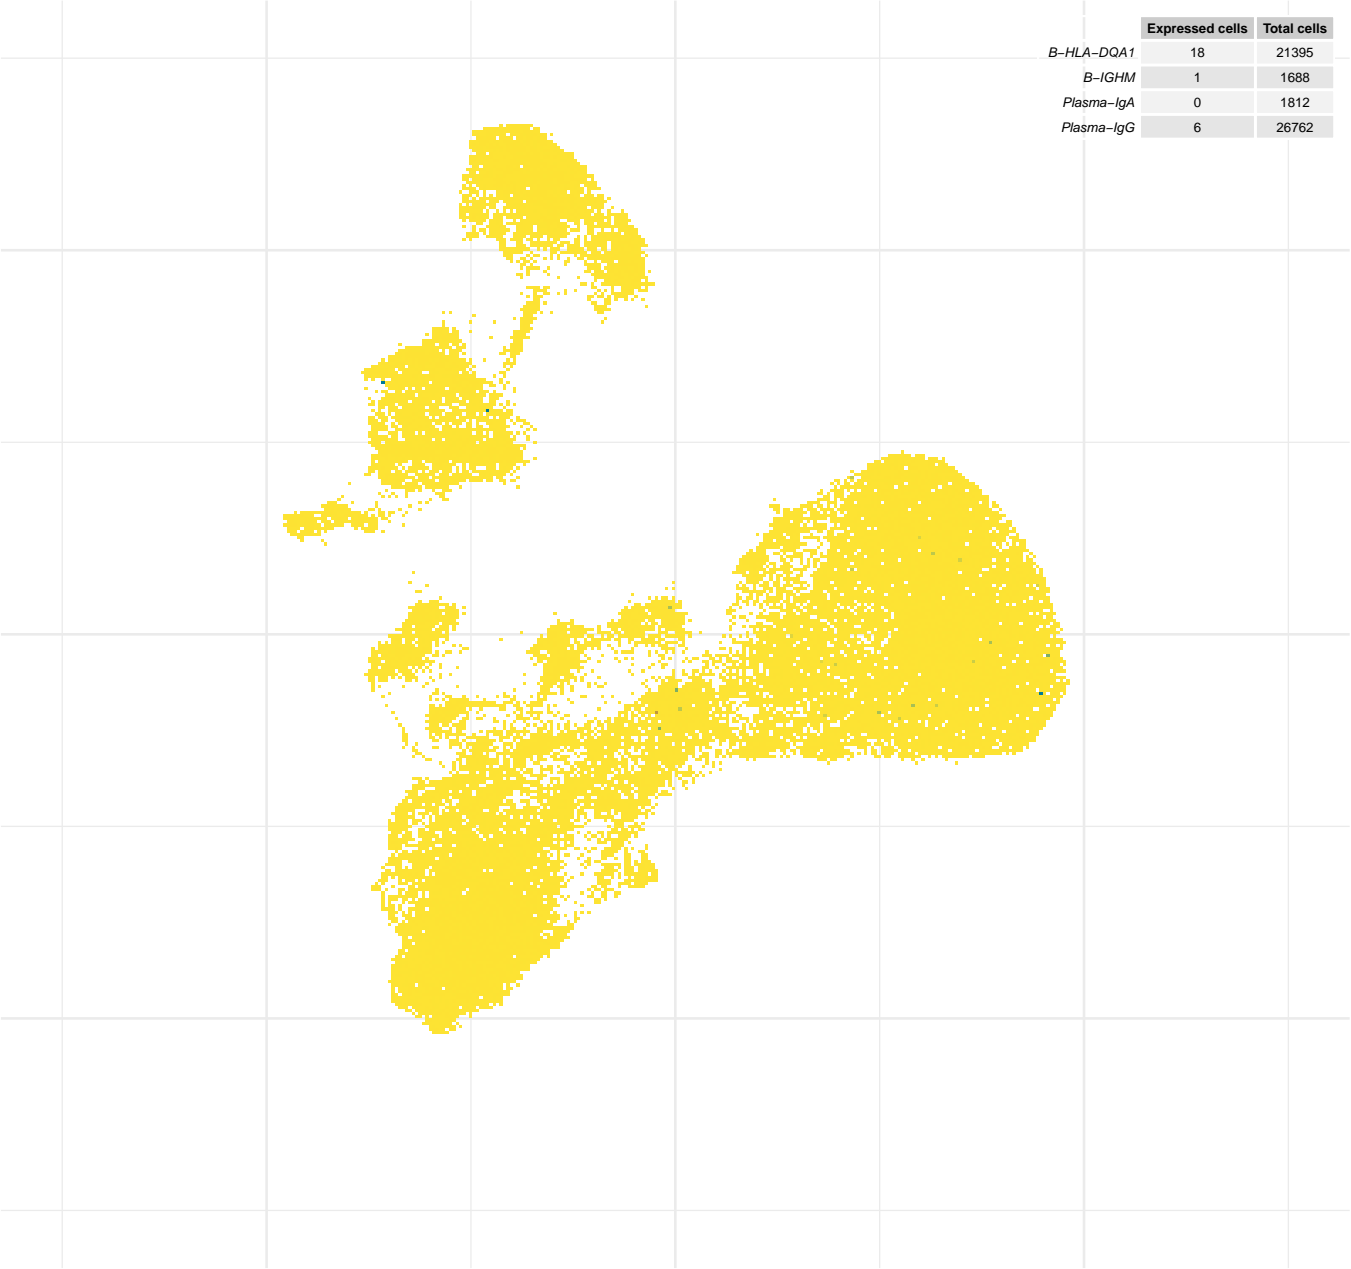 Expressed cells Total cells
B−HLA−DQA1 18 21395
B−IGHM 1 1688
Plasma−IgA 0 1812
Plasma−IgG 6 26762